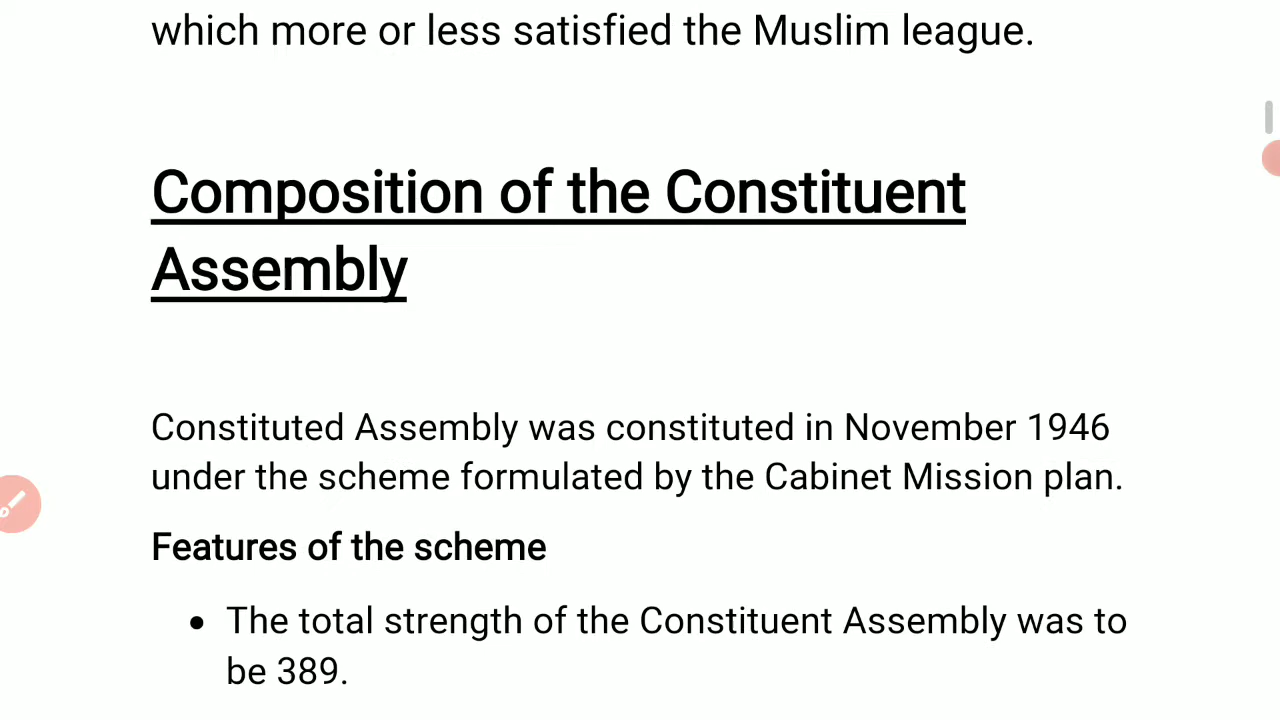 which more or less satisfied the Muslim league.
Composition of the Constituent
Assembly
Constituted Assembly was constituted in November 1946
under the scheme formulated by the Cabinet Mission plan.
Features of the scheme
• The total strength of the Constituent Assembly was to
be 389.